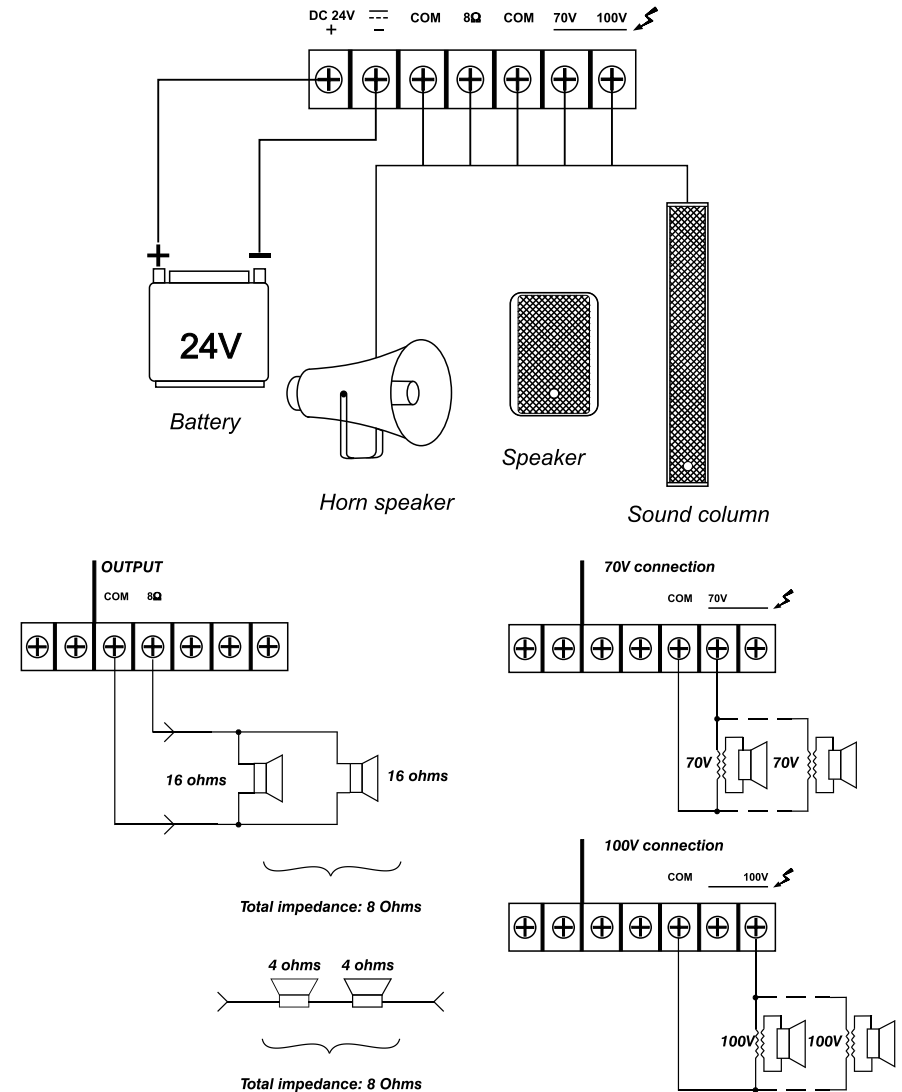 DC 24V COM 8Ω COM 70V 100V
+ −
+ −
24V
Battery
Speaker
Horn speaker
Sound column
OUTPUT
COM 8Ω
16 ohms
16 ohms
Total impedance: 8 Ohms
4 ohms 4 ohms
Total impedance: 8 Ohms
70V connection
COM 70V
70V 70V
100V connection
COM 100V
100V 100V